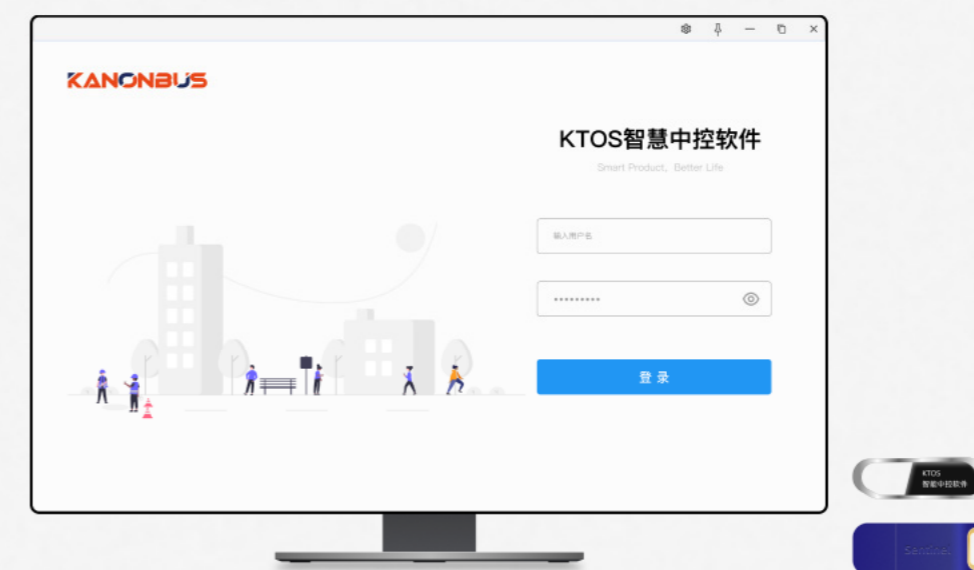 KANONBUS
KTOS智慧中控软件
Smart Product, Better Life
输入用户名
登录
KTOS
智能中控软件
Sentinel